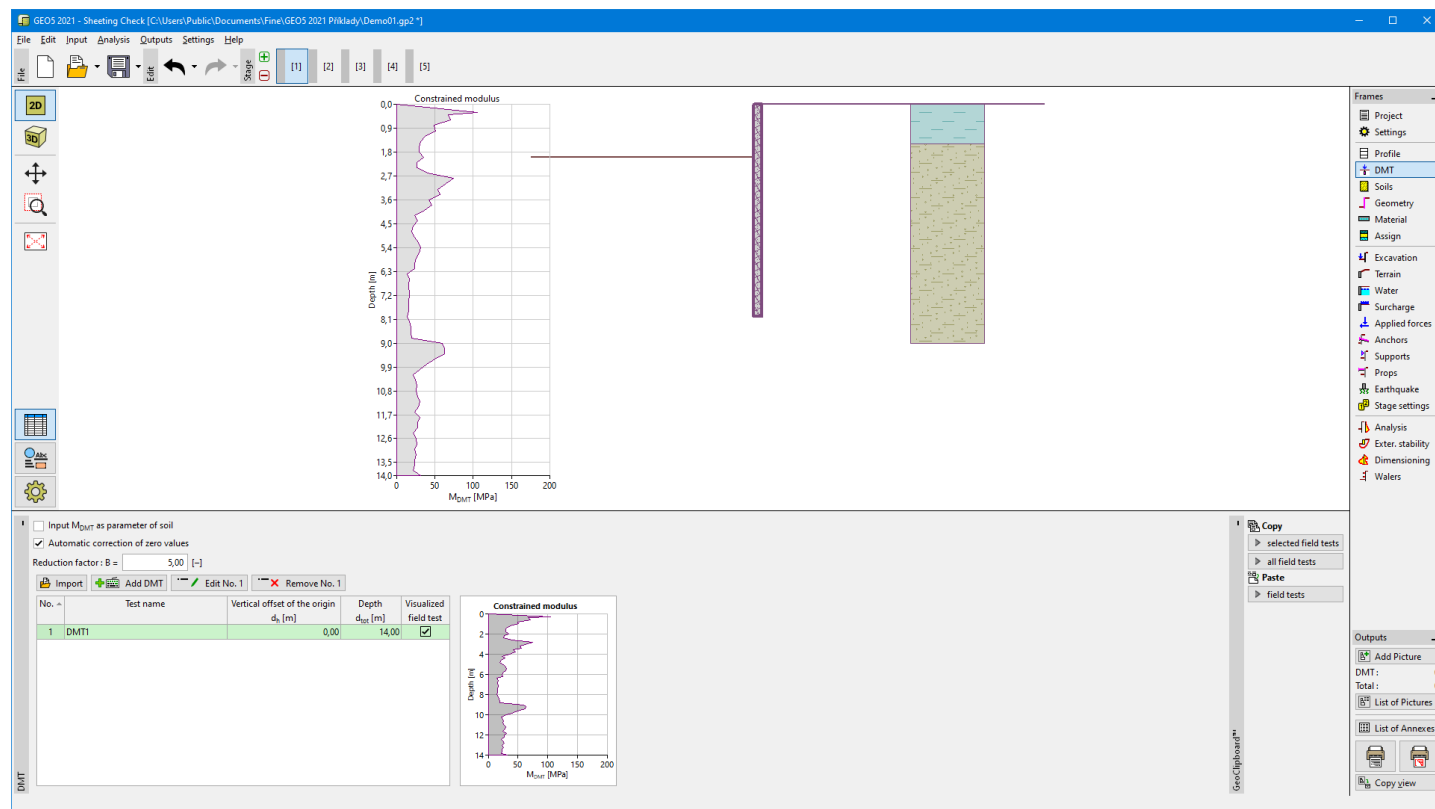 GEO5 2021 - Sheeting Check [C:\Users\Public\Documents\Fine\GEO5 2021 Příklady\Demo01.gp2 *]
File Edit Input Analysis Outputs Settings Help
File
Edit
Stage
[1] [2] [3] [4] [5]
2D
3D
Abc
Constrained modulus
0,0
0,9
1,8
2,7
3,6
4,5
5,4
6,3
7,2
8,1
9,0
9,9
10,8
11,7
12,6
13,5
14,0
Depth [m]
0 50 100 150 200
MDMT [MPa]
Frames
Project
Settings
Profile
DMT
Soils
Geometry
Material
Assign
Excavation
Terrain
Water
Surcharge
Applied forces
Anchors
Supports
Props
Earthquake
Stage settings
Analysis
Exter. stability
Dimensioning
Walers
Input MDMT as parameter of soil
Automatic correction of zero values
Reduction factor : B = 5,00 [–]
Import Add DMT Edit No. 1 Remove No. 1
No. Test name Vertical offset of the origin Depth Visualized
dh [m] dtot [m] field test
1 DMT1 0,00 14,00
Constrained modulus
0
2
4
6
8
10
12
14
Depth [m]
0 50 100 150 200
MDMT [MPa]
DMT
GeoClipboard™
Copy
selected field tests
all field tests
Paste
field tests
Outputs
Add Picture
DMT :
Total :
List of Pictures
List of Annexes
Copy view